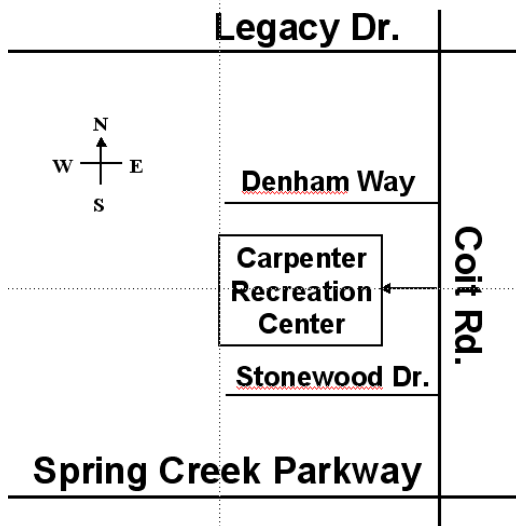 Legacy Dr.
N
W E
S
Denham Way
Carpenter
Recreation
Center
Coit Rd.
Stonewood Dr.
Spring Creek Parkway